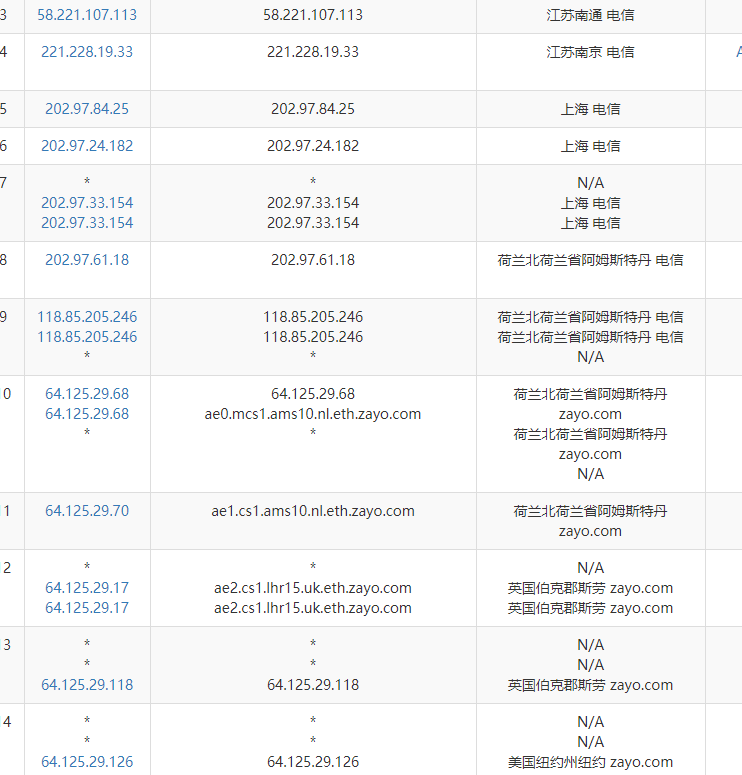 3 58.221.107.113 58.221.107.113 江苏南通 电信
4 221.228.19.33 221.228.19.33 江苏南京 电信
5 202.97.84.25 202.97.84.25 上海 电信
6 202.97.24.182 202.97.24.182 上海 电信
7 * * N/A
202.97.33.154 202.97.33.154 上海 电信
202.97.33.154 202.97.33.154 上海 电信
8 202.97.61.18 202.97.61.18 荷兰北荷兰省阿姆斯特丹 电信
9 118.85.205.246 118.85.205.246 荷兰北荷兰省阿姆斯特丹 电信
118.85.205.246 118.85.205.246 荷兰北荷兰省阿姆斯特丹 电信
* * N/A
10 64.125.29.68 64.125.29.68 荷兰北荷兰省阿姆斯特丹
64.125.29.68 ae0.mcs1.ams10.nl.eth.zayo.com zayo.com
* * 荷兰北荷兰省阿姆斯特丹
zayo.com
N/A
11 64.125.29.70 ae1.cs1.ams10.nl.eth.zayo.com 荷兰北荷兰省阿姆斯特丹
zayo.com
12 * * N/A
64.125.29.17 ae2.cs1.lhr15.uk.eth.zayo.com 英国伯克郡斯劳 zayo.com
64.125.29.17 ae2.cs1.lhr15.uk.eth.zayo.com 英国伯克郡斯劳 zayo.com
13 * * N/A
* * N/A
64.125.29.118 64.125.29.118 英国伯克郡斯劳 zayo.com
14 * * N/A
* * N/A
64.125.29.126 64.125.29.126 美国纽约州纽约 zayo.com